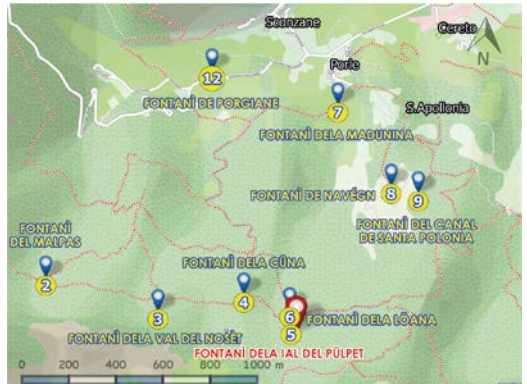 Sconzane
Cereto
N
Porle
12
FONTANÌ DE PORGIANE
7
S.Apollonia
FONTANÌ DELA MADUNINA
8
FONTANÌ DE NAVÉGN
9
FONTANÌ DEL CANAL
DE SANTA POLONIA
FONTANÌ
DEL MALPAS
2
FONTANÌ DELA CÜNA
4
3
6
FONTANÌ DELA LÖANA
5
FONTANÌ DELA VAL DEL NOŠÈT
FONTANÌ DELA IAL DEL PÜLPET
0 200 400 600 800 1000 m